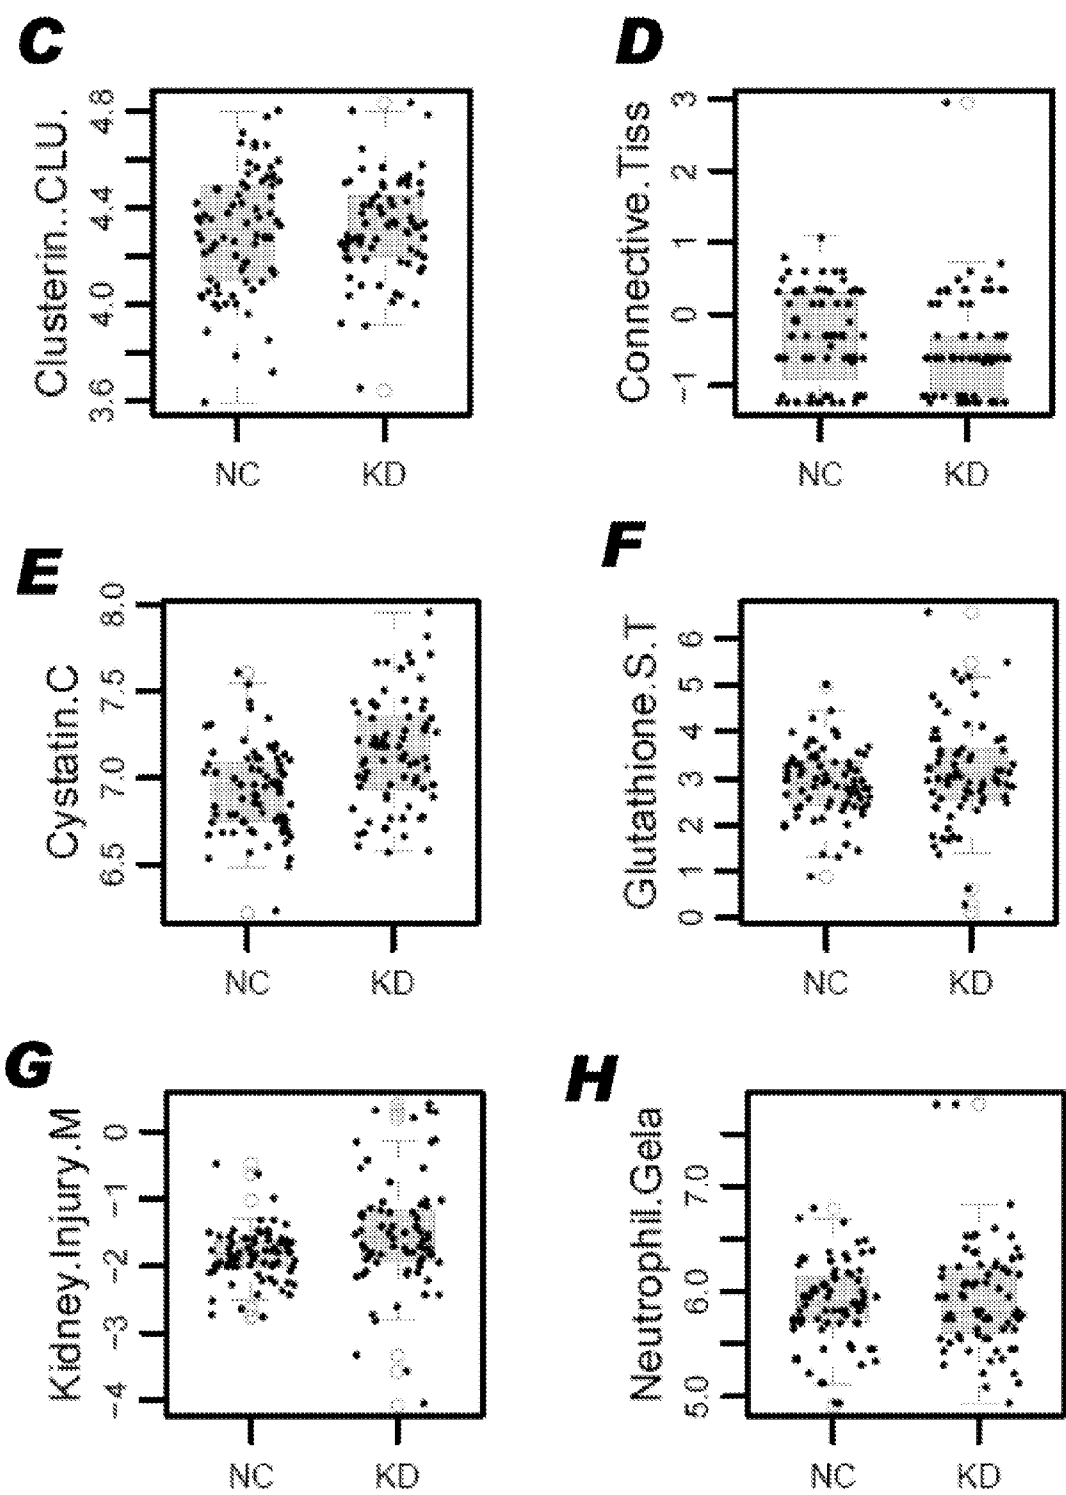 C
D
Clusterin..CLU.
3.6 4.0 4.4 4.8
NC KD
Connective.Tiss
-1 0 1 2 3
NC KD
E
F
Cystatin.C
6.5 7.0 7.5 8.0
NC KD
Glutathione.S.T
0 1 2 3 4 5 6
NC KD
G
H
Kidney.Injury.M
-4 -3 -2 -1 0
NC KD
Neutrophil.Gela
5.0 6.0 7.0
NC KD